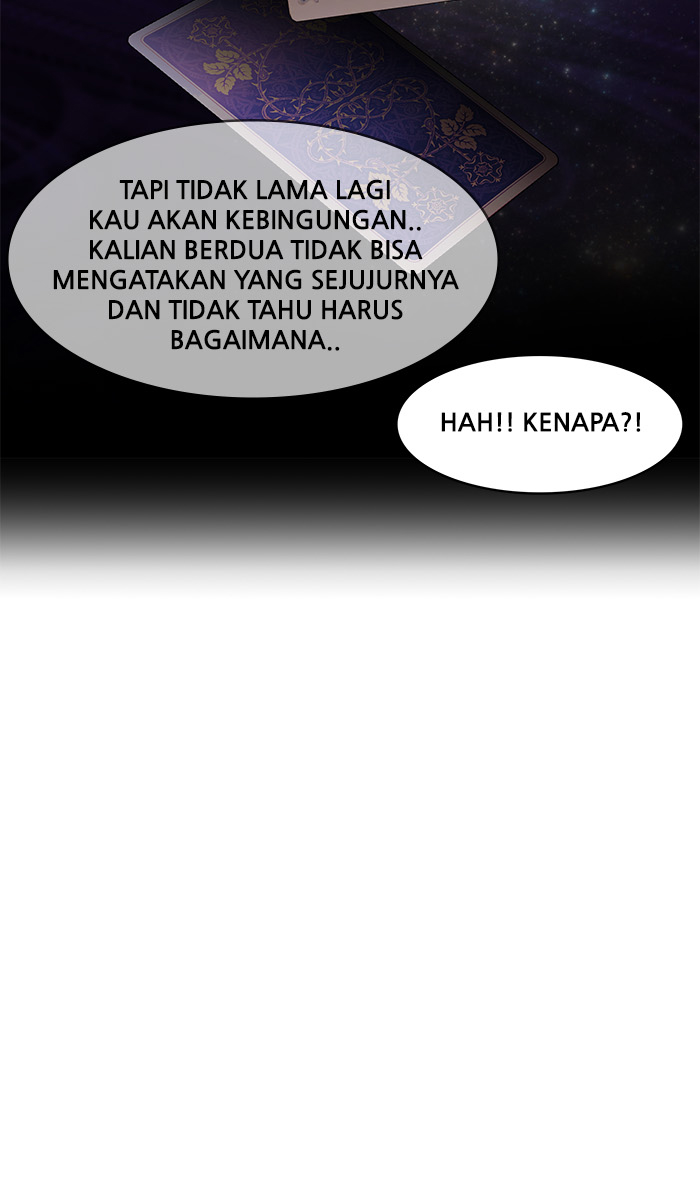 TAPI TIDAK LAMA LAGI
KAU AKAN KEBINGUNGAN..
KALIAN BERDUA TIDAK BISA
MENGATAKAN YANG SEJUJURNYA
DAN TIDAK TAHU HARUS
BAGAIMANA..
HAH!! KENAPA?!